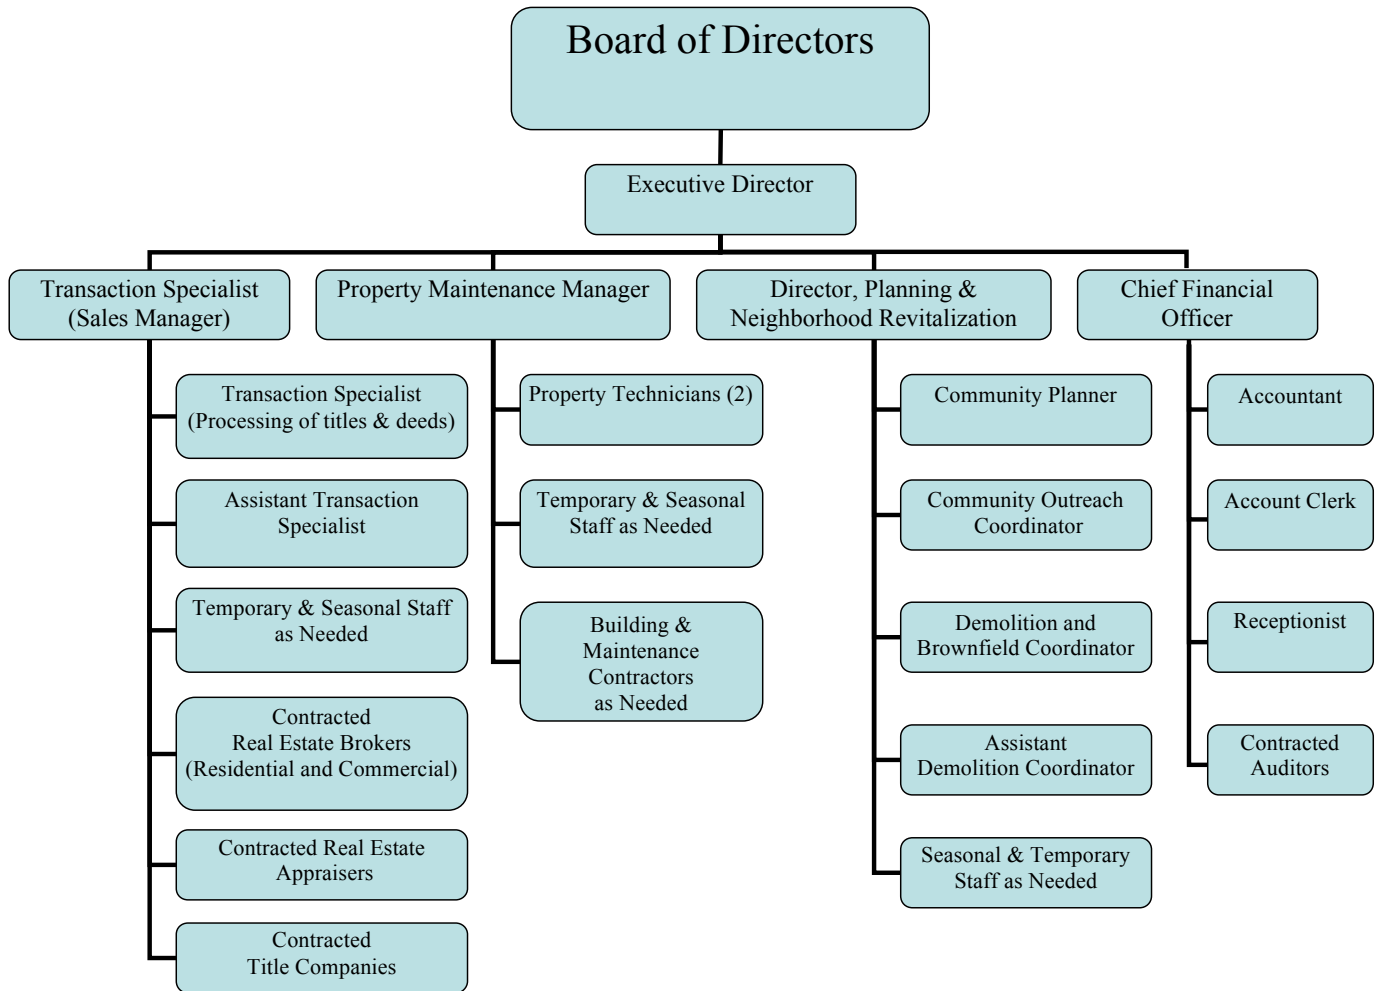 Board of Directors
Executive Director
Transaction Specialist
(Sales Manager)
Property Maintenance Manager
Director, Planning &
Neighborhood Revitalization
Chief Financial
Officer
Transaction Specialist
(Processing of titles & deeds)
Assistant Transaction
Specialist
Temporary & Seasonal Staff
as Needed
Contracted
Real Estate Brokers
(Residential and Commercial)
Contracted Real Estate
Appraisers
Contracted
Title Companies
Property Technicians (2)
Temporary & Seasonal
Staff as Needed
Building &
Maintenance
Contractors
as Needed
Community Planner
Community Outreach
Coordinator
Demolition and
Brownfield Coordinator
Assistant
Demolition Coordinator
Seasonal & Temporary
Staff as Needed
Accountant
Account Clerk
Receptionist
Contracted
Auditors